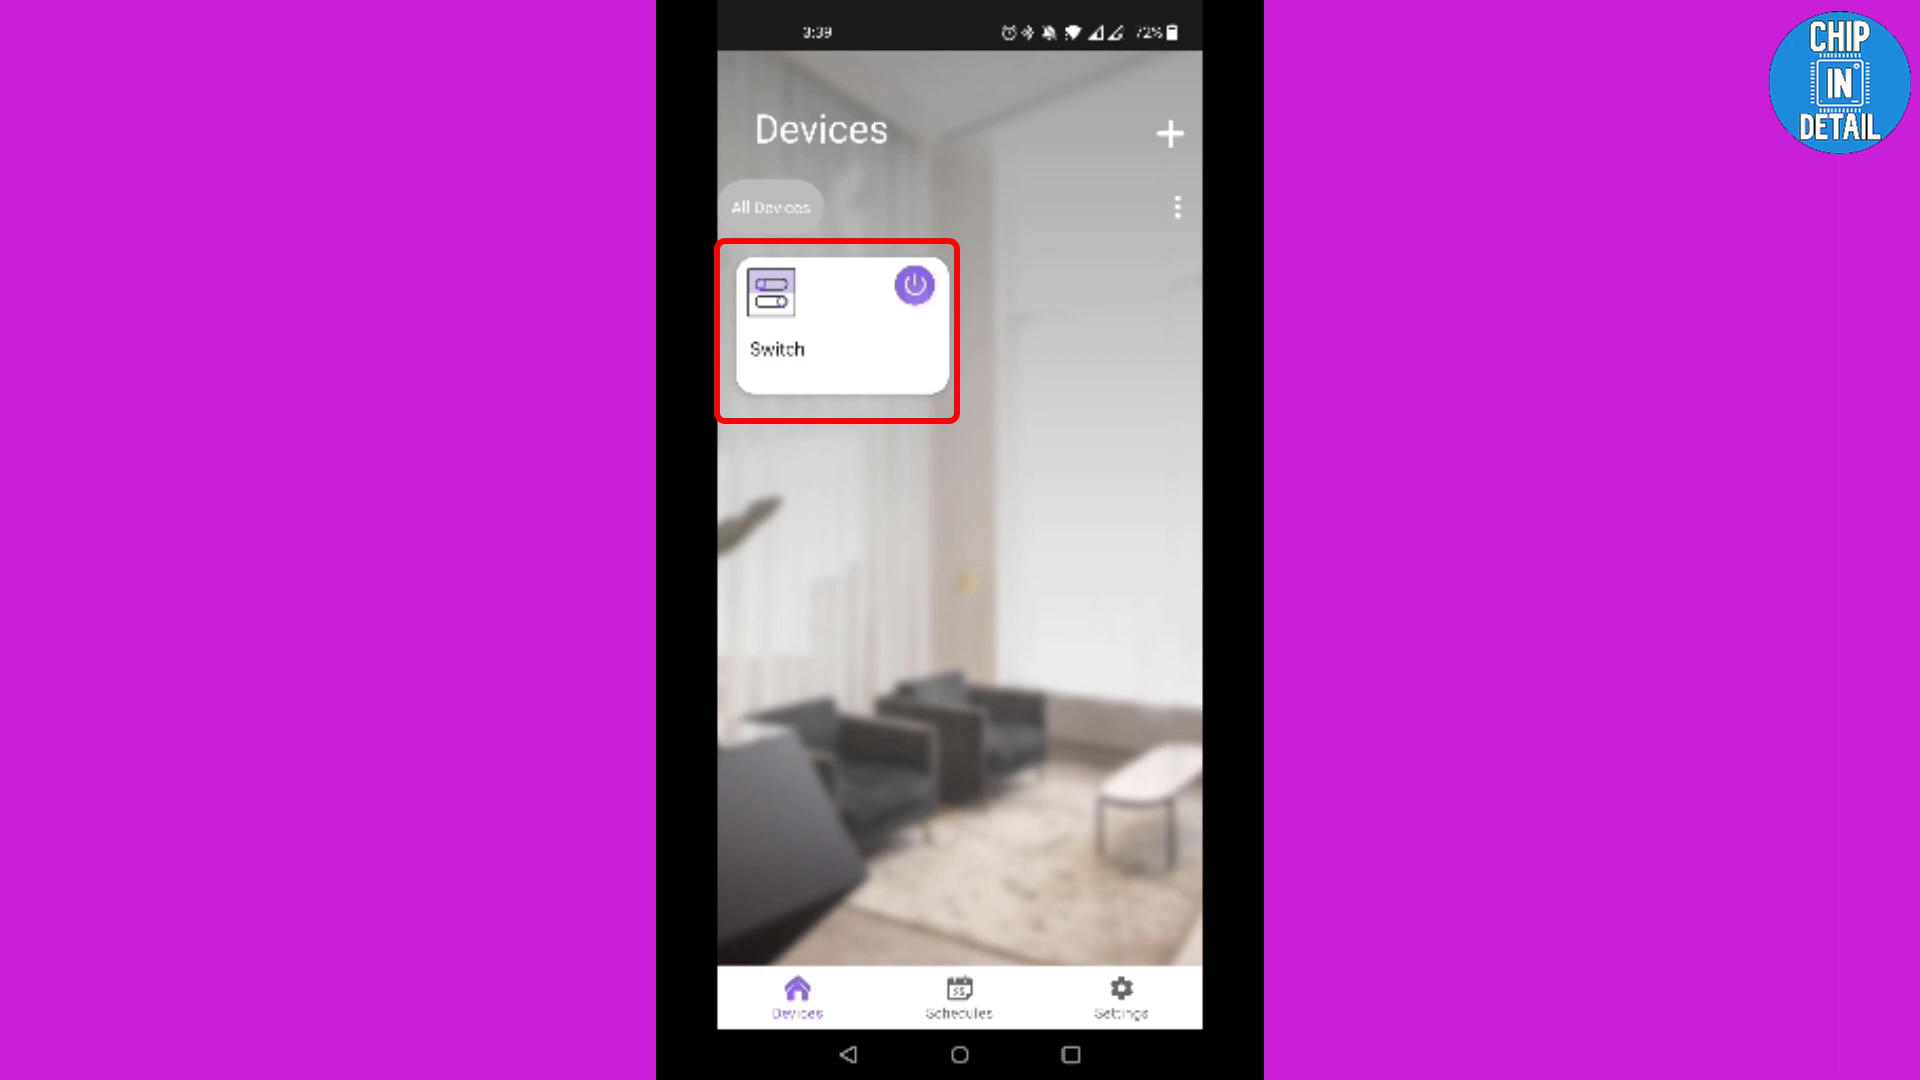 3:39
72%
CHIP
IN
DETAIL
Devices
All Devices
Switch
Devices
Schedules
Settings